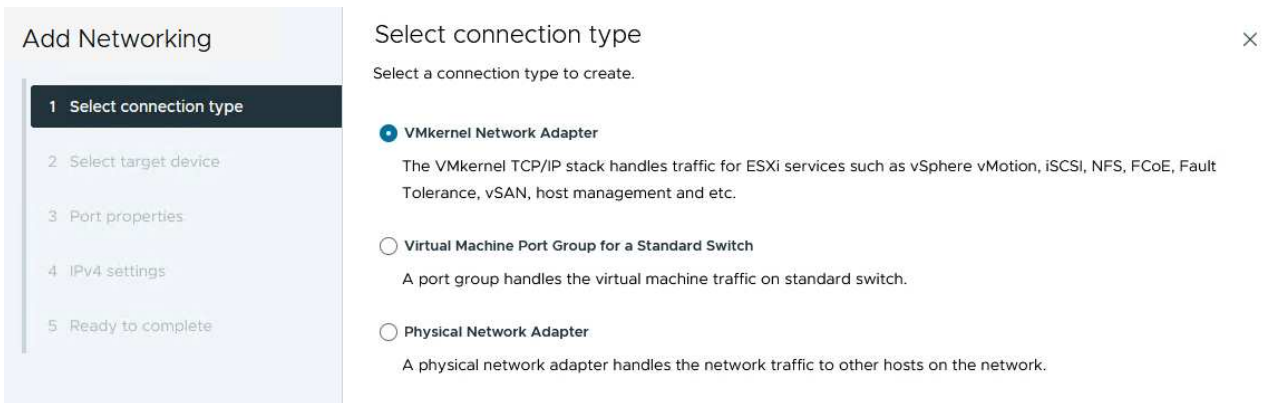 Add Networking
1 Select connection type
2 Select target device
3 Port properties
4 IPv4 settings
5 Ready to complete
Select connection type
Select a connection type to create.
VMkernel Network Adapter
The VMkernel TCP/IP stack handles traffic for ESXi services such as vSphere vMotion, iSCSI, NFS, FCoE, Fault
Tolerance, vSAN, host management and etc.
Virtual Machine Port Group for a Standard Switch
A port group handles the virtual machine traffic on standard switch.
Physical Network Adapter
A physical network adapter handles the network traffic to other hosts on the network.